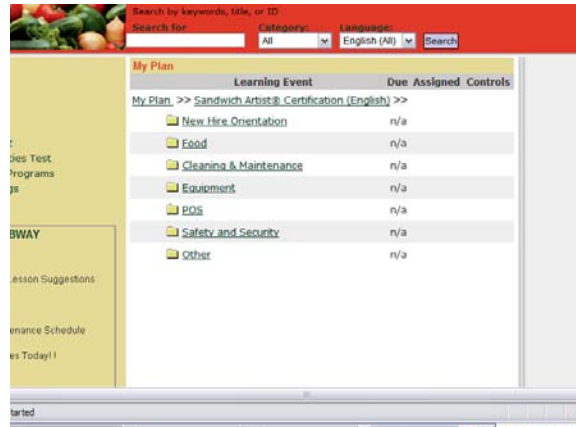 Search by keywords, title, or ID
Search for Category: Language:
All English (All) Search
My Plan
Learning Event Due Assigned Controls
My Plan >> Sandwich Artist® Certification (English) >>
New Hire Orientation n/a
Food n/a
Cleaning & Maintenance n/a
Equipment n/a
POS n/a
Safety and Security n/a
Other n/a
ties Test
Programs
gs
BWAY
Lesson Suggestions
enance Schedule
es Today!!
tarted